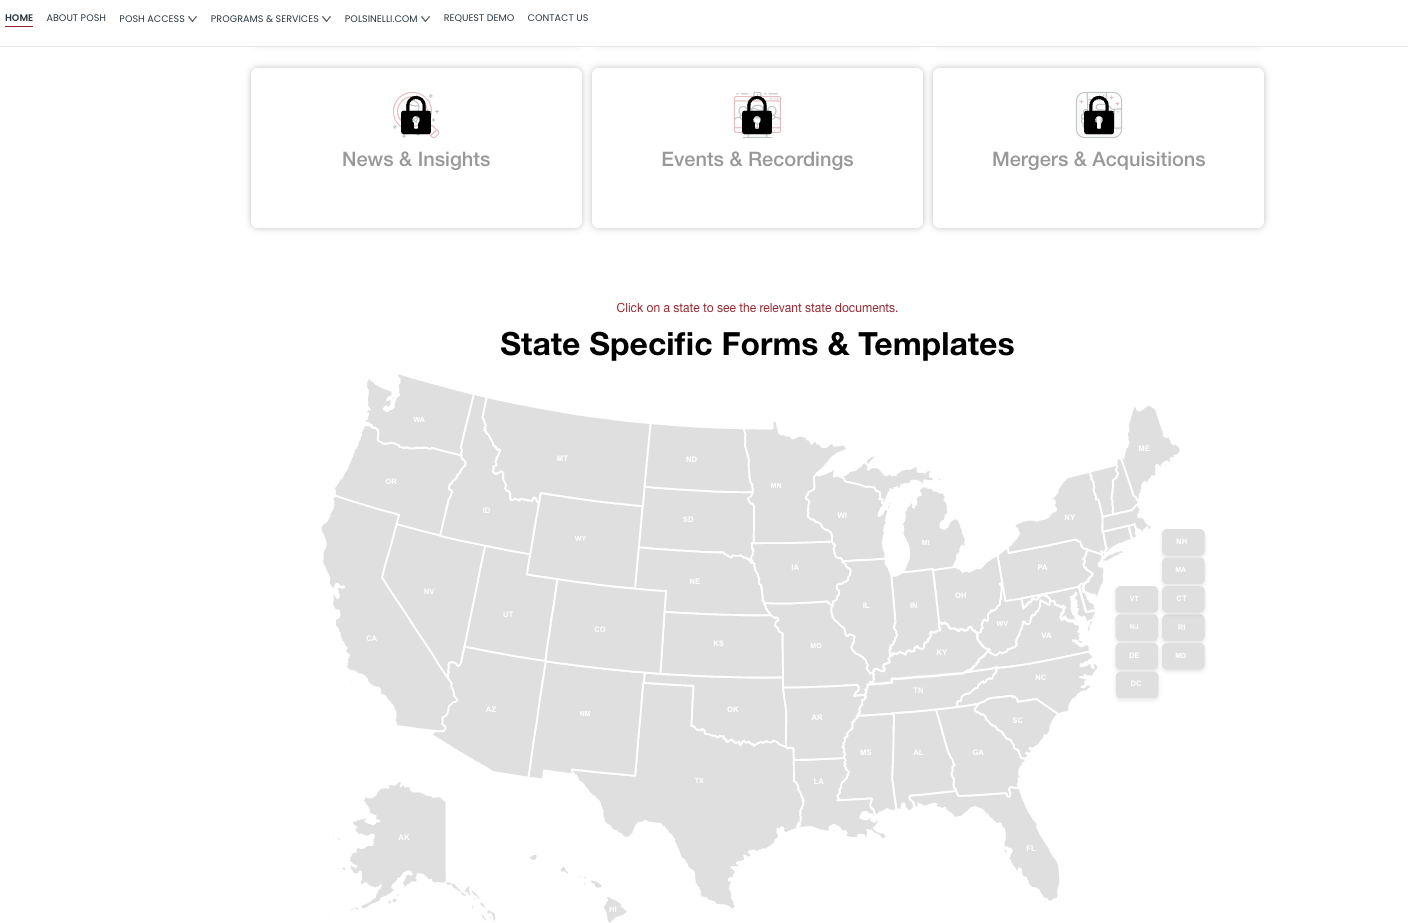 HOME ABOUT POSH POSH ACCESS PROGRAMS & SERVICES POLSINELLI.COM REQUEST DEMO CONTACT US
News & Insights Events & Recordings Mergers & Acquisitions
Click on a state to see the relevant state documents.
State Specific Forms & Templates
WA
ME
MT
ND
OR
MN
ID
WI
NY
SD
WY
MI
NH
IA
PA
MA
NE
NV
OH
VT
CT
UT
IL
IN
CO
WV
NJ
RI
CA
KS
MO
VA
KY
DE
MD
NC
DC
TN
AZ
NM
OK
AR
SC
MS
AL
GA
TX
LA
AK
FL
HI